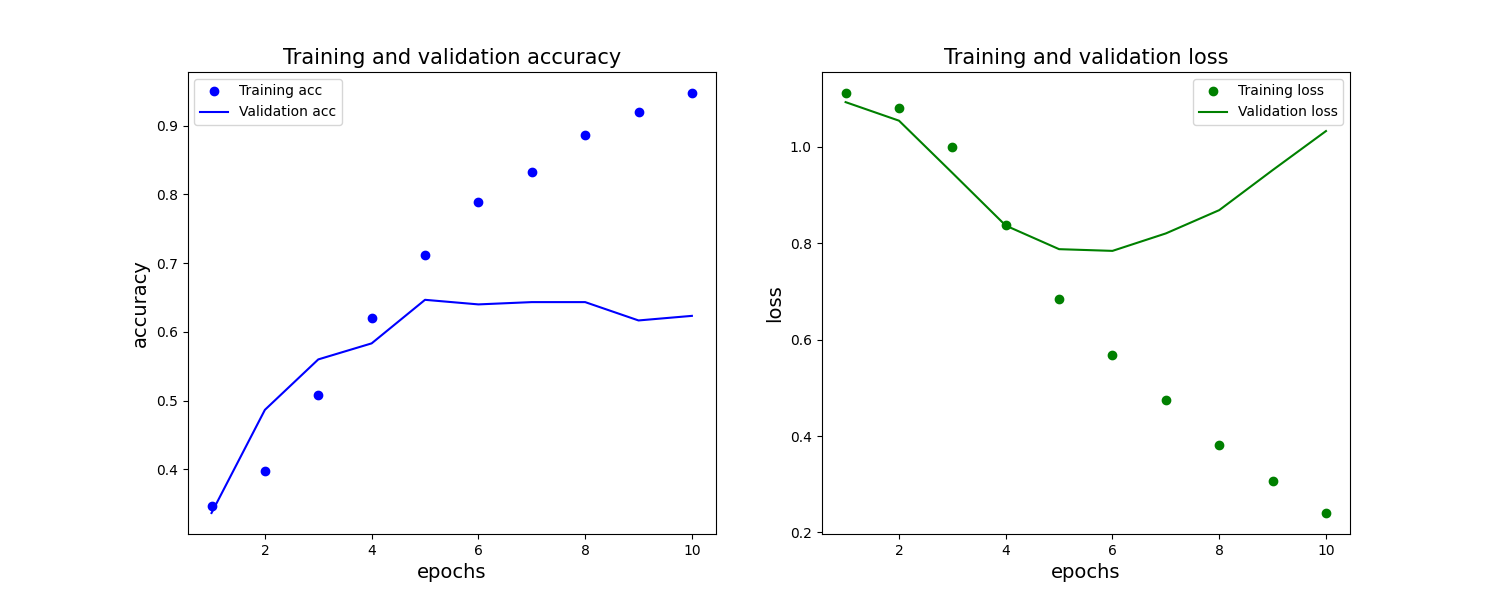 Training and validation accuracy
Training acc
Validation acc
0.9
0.8
0.7
0.6
0.5
0.4
accuracy
2 4 6 8 10
epochs
Training and validation loss
Training loss
Validation loss
1.0
0.8
0.6
0.4
0.2
loss
2 4 6 8 10
epochs